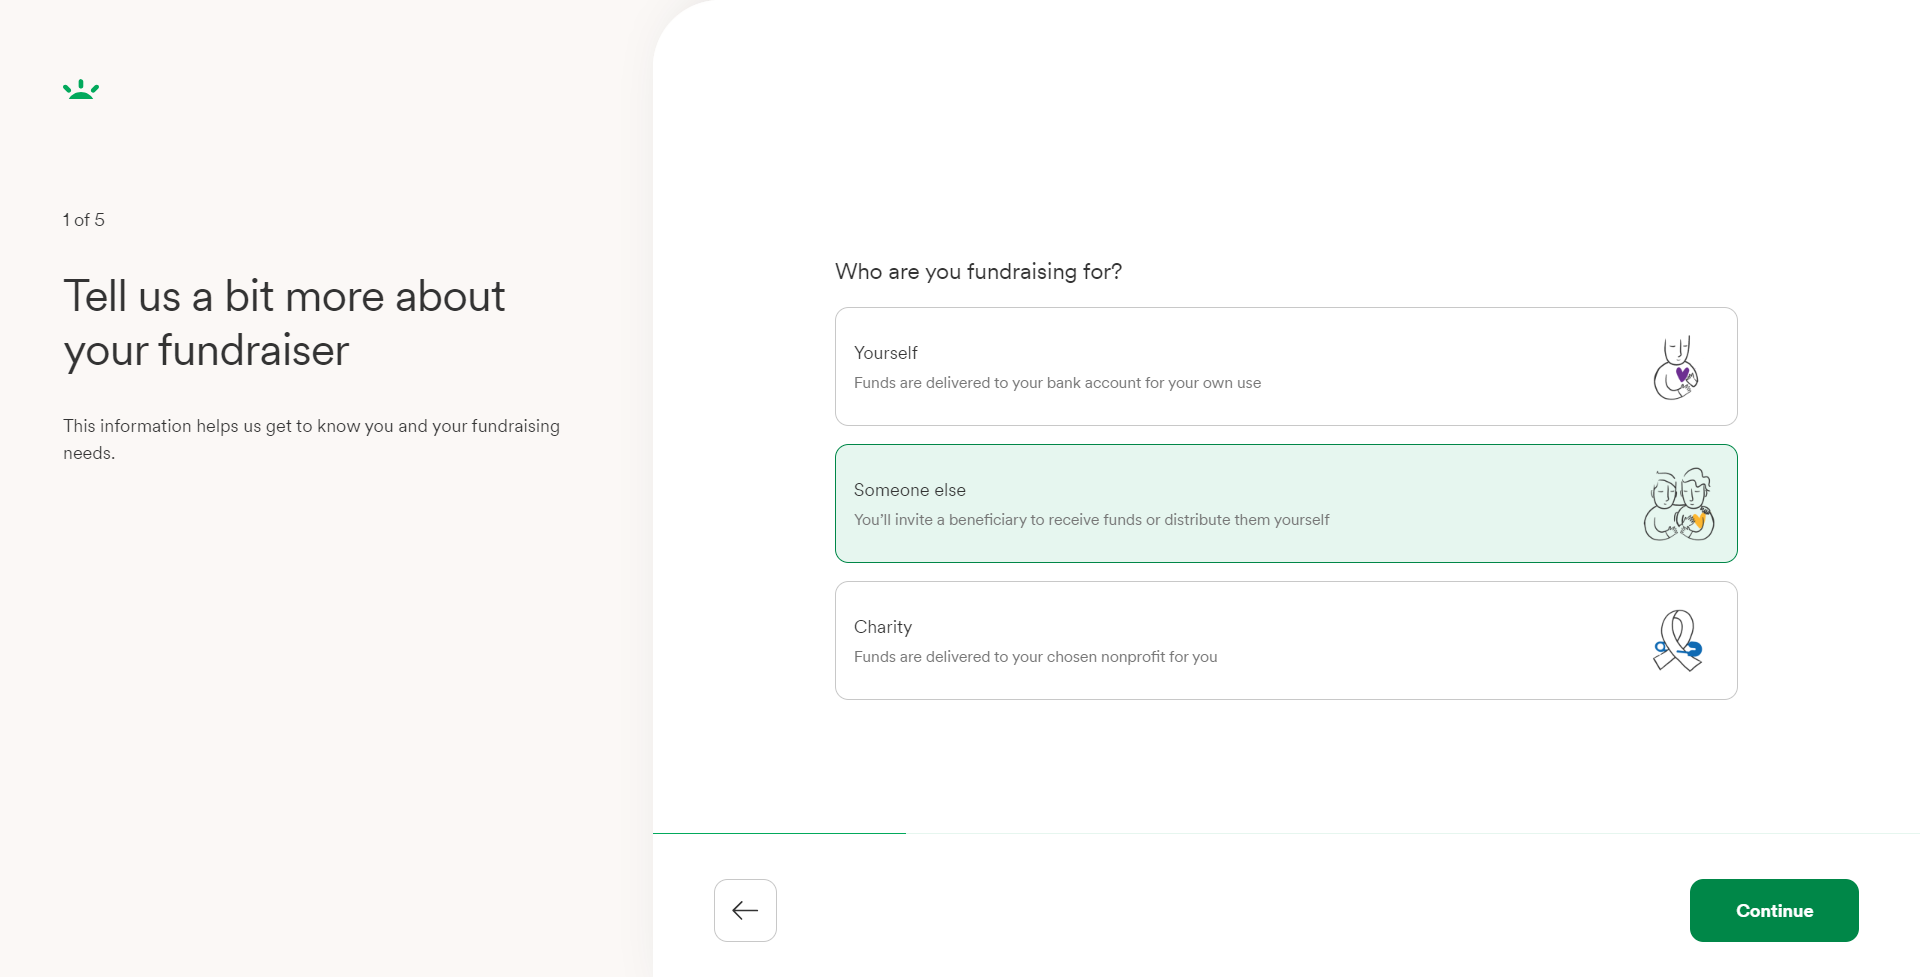 1 of 5
Tell us a bit more about
your fundraiser
This information helps us get to know you and your fundraising
needs.
Who are you fundraising for?
Yourself
Funds are delivered to your bank account for your own use
Someone else
You’ll invite a beneficiary to receive funds or distribute them yourself
Charity
Funds are delivered to your chosen nonprofit for you
Continue